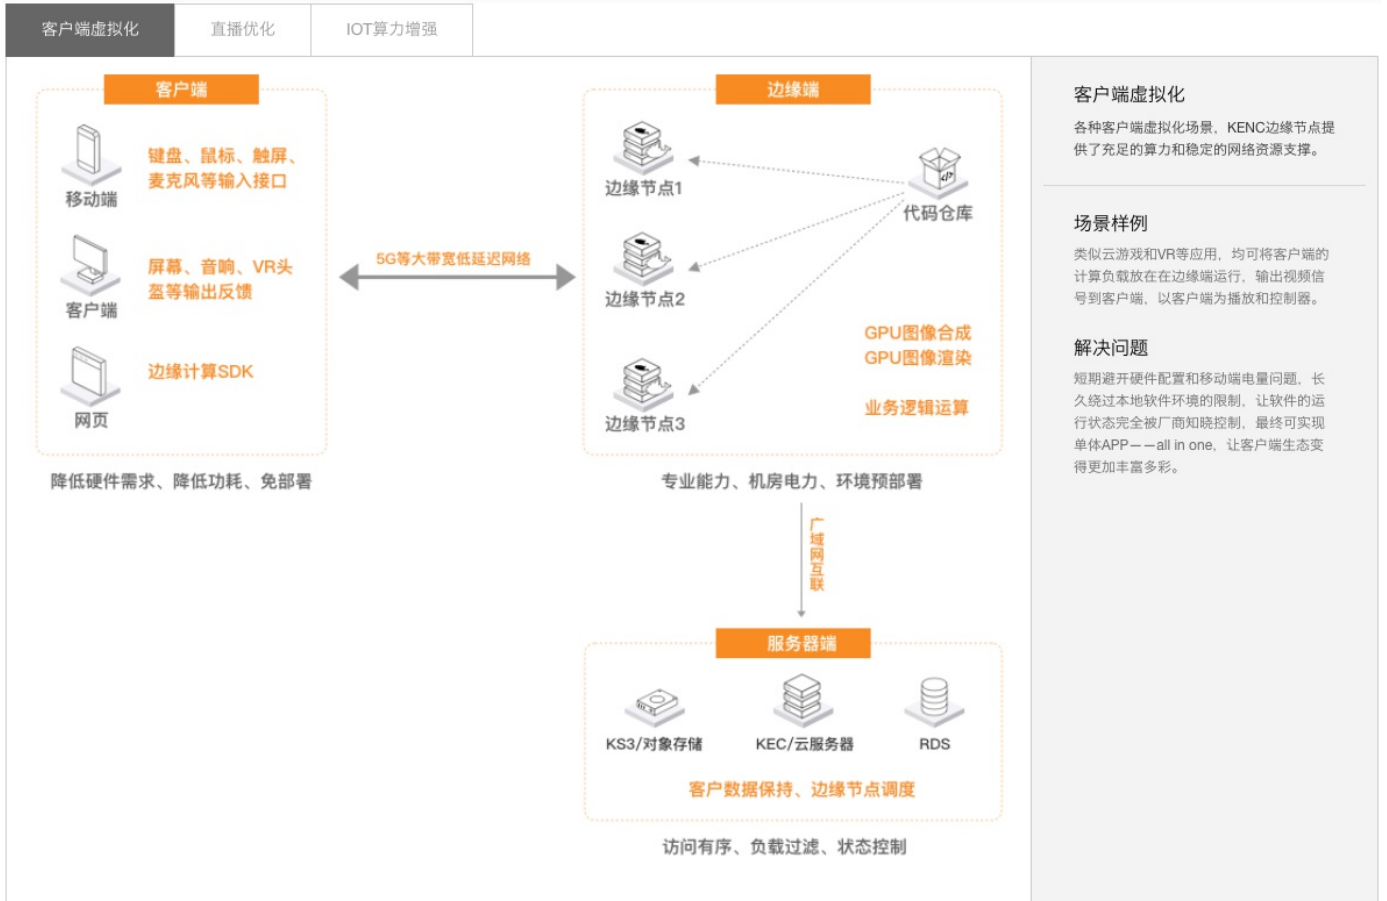 客户端虚拟化
直播优化
IOT算力增强
客户端
移动端
键盘、鼠标、触屏、
麦克风等输入接口
客户端
屏幕、音响、VR头
盔等输出反馈
网页
边缘计算SDK
降低硬件需求、降低功耗、免部署
5G等大带宽低延迟网络
边缘端
边缘节点1
代码仓库
边缘节点2
边缘节点3
GPU图像合成
GPU图像渲染
业务逻辑运算
专业能力、机房电力、环境预部署
广域网互联
服务器端
KS3/对象存储
KEC/云服务器
RDS
客户数据保持、边缘节点调度
访问有序、负载过滤、状态控制
客户端虚拟化
各种客户端虚拟化场景，KENC边缘节点提
供了充足的算力和稳定的网络资源支撑。
场景样例
类似云游戏和VR等应用，均可将客户端的
计算负载放在在边缘端运行，输出视频信
号到客户端，以客户端为播放和控制器。
解决问题
短期避开硬件配置和移动端电量问题，长
久绕过本地软件环境的限制，让软件的运
行状态完全被厂商知晓控制，最终可实现
单体APP——all in one，让客户端生态变
得更加丰富多彩。